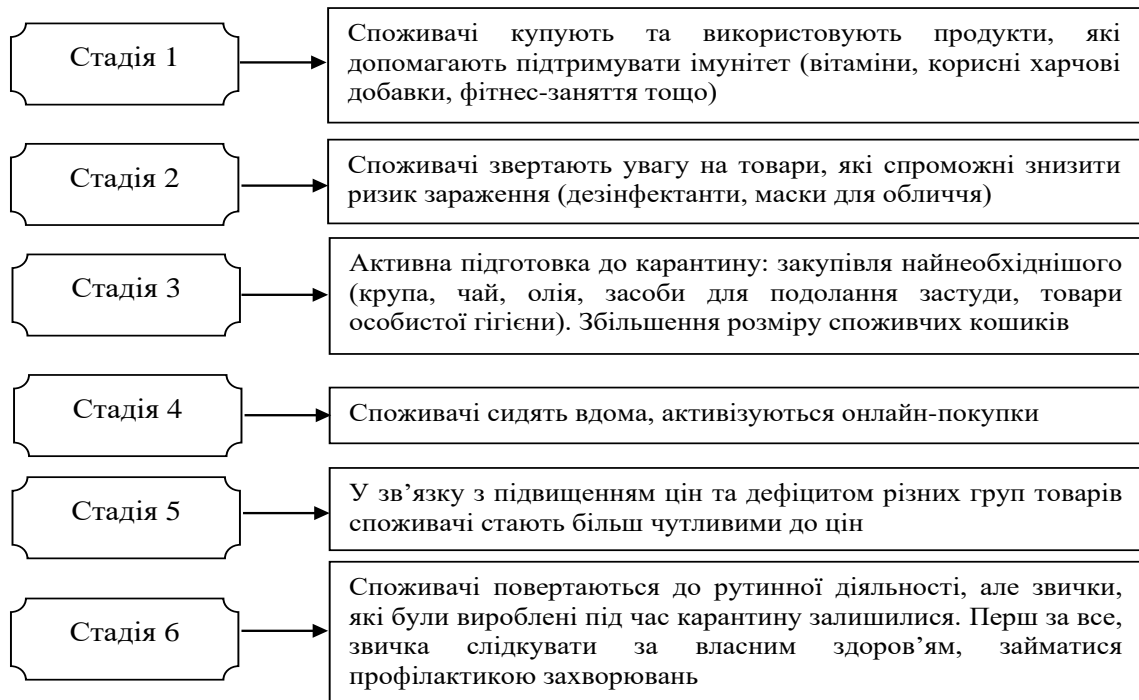 Стадія 1
Споживачі купують та використовують продукти, які
допомагають підтримувати імунітет (вітаміни, корисні харчові
добавки, фітнес-заняття тощо)
Стадія 2
Споживачі звертають увагу на товари, які спроможні знизити
ризик зараження (дезінфектанти, маски для обличчя)
Стадія 3
Активна підготовка до карантину: закупівля найнеобхіднішого
(крупа, чай, олія, засоби для подолання застуди, товари
особистої гігієни). Збільшення розміру споживчих кошиків
Стадія 4
Споживачі сидять вдома, активізуються онлайн-покупки
Стадія 5
У зв’язку з підвищенням цін та дефіцитом різних груп товарів
споживачі стають більш чутливими до цін
Стадія 6
Споживачі повертаються до рутинної діяльності, але звички,
які були вироблені під час карантину залишилися. Перш за все,
звичка слідкувати за власним здоров’ям, займатися
профілактикою захворювань